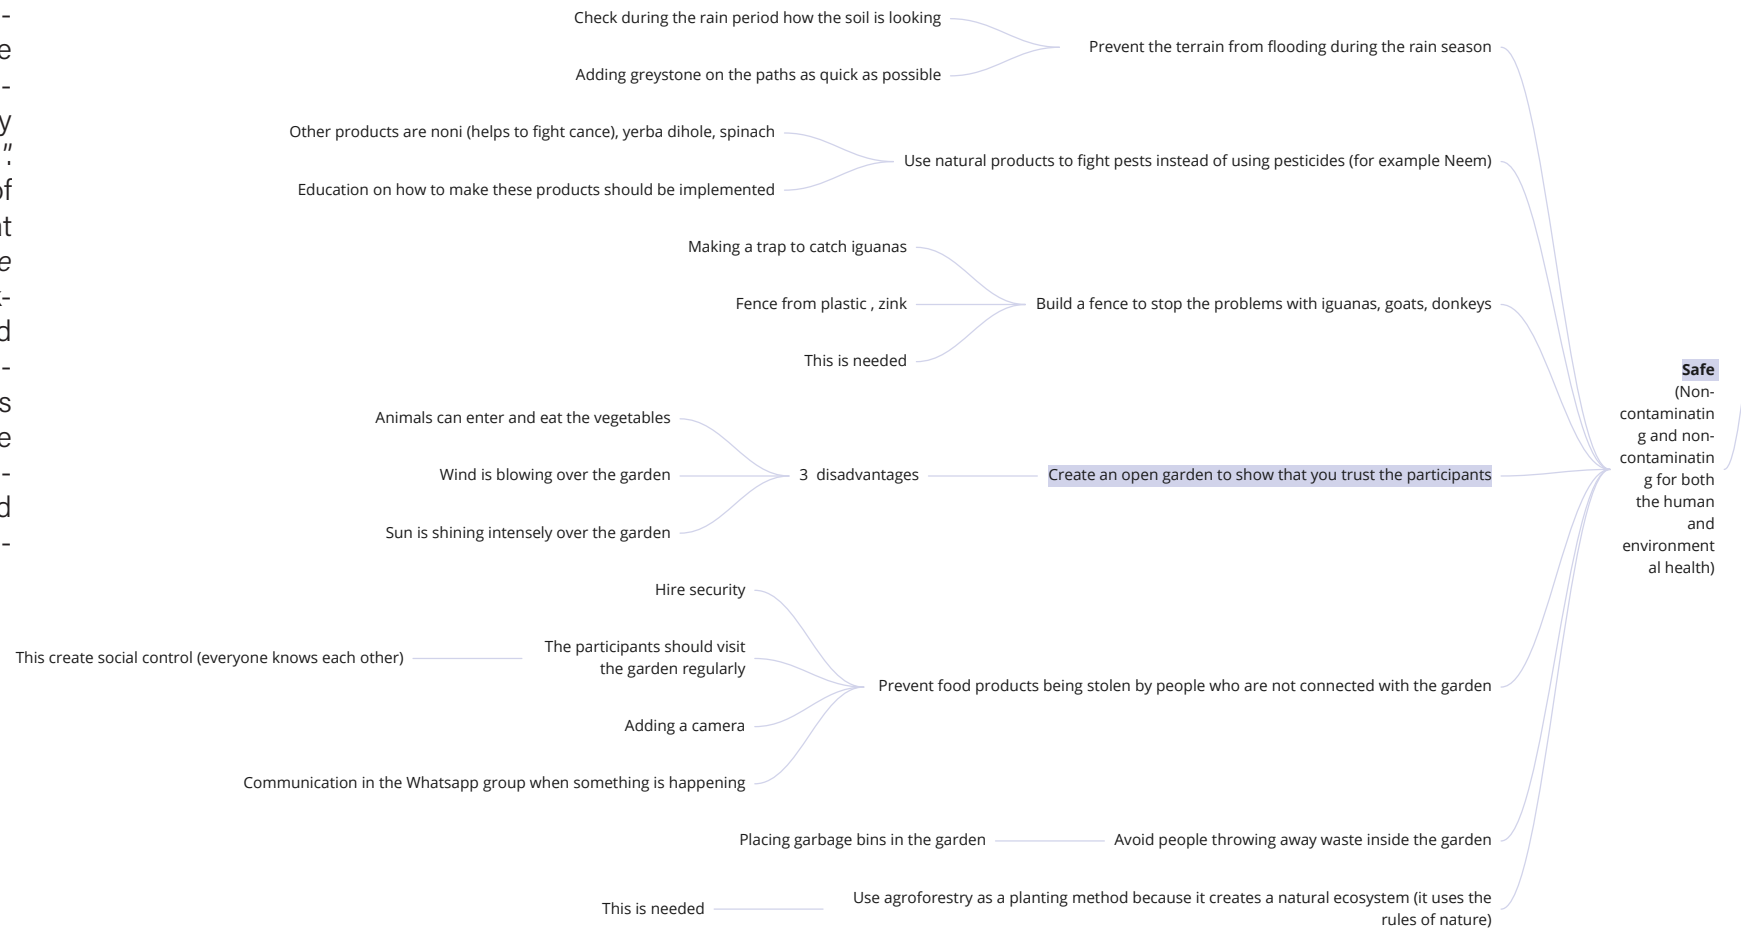 -
e
-
y
".
of
nt
e
k-
d
-
s
e
-
d
-
Check during the rain period how the soil is looking
Prevent the terrain from flooding during the rain season
Adding greystone on the paths as quick as possible
Other products are noni (helps to fight cance), yerba dihole, spinach
Use natural products to fight pests instead of using pesticides (for example Neem)
Education on how to make these products should be implemented
Making a trap to catch iguanas
Fence from plastic , zink
Build a fence to stop the problems with iguanas, goats, donkeys
This is needed
Animals can enter and eat the vegetables
Wind is blowing over the garden
3 disadvantages
Create an open garden to show that you trust the participants
Sun is shining intensely over the garden
Hire security
This create social control (everyone knows each other)
The participants should visit
the garden regularly
Prevent food products being stolen by people who are not connected with the garden
Adding a camera
Communication in the Whatsapp group when something is happening
Placing garbage bins in the garden
Avoid people throwing away waste inside the garden
This is needed
Use agroforestry as a planting method because it creates a natural ecosystem (it uses the
rules of nature)
Safe
(Non-
contaminatin
g and non-
contaminatin
g for both
the human
and
environment
al health)